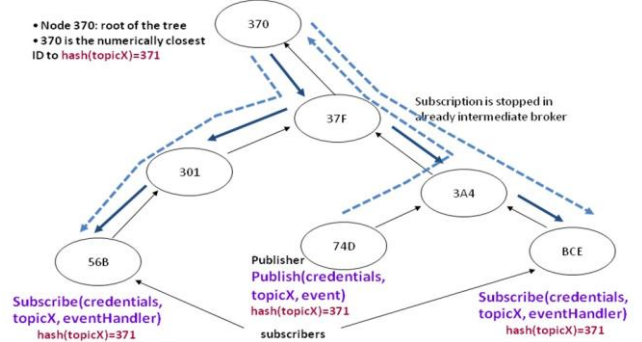 370
• Node 370: root of the tree
• 370 is the numerically closest
ID to hash(topicX)=371
Subscription is stopped in
already intermediate broker
37F
301
3A4
56B
74D
BCE
Publisher
Publish(credentials,
topicX, event)
hash(topicX)=371
Subscribe(credentials,
topicX, eventHandler)
hash(topicX)=371
Subscribe(credentials,
topicX, eventHandler)
hash(topicX)=371
subscribers